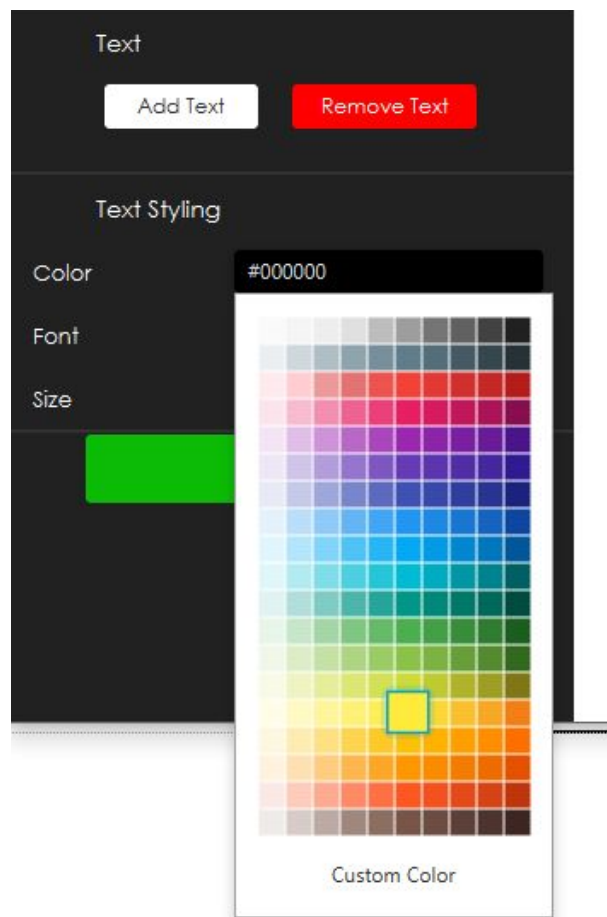 Text
Add Text Remove Text
Text Styling
Color #000000
Font
Size
Custom Color